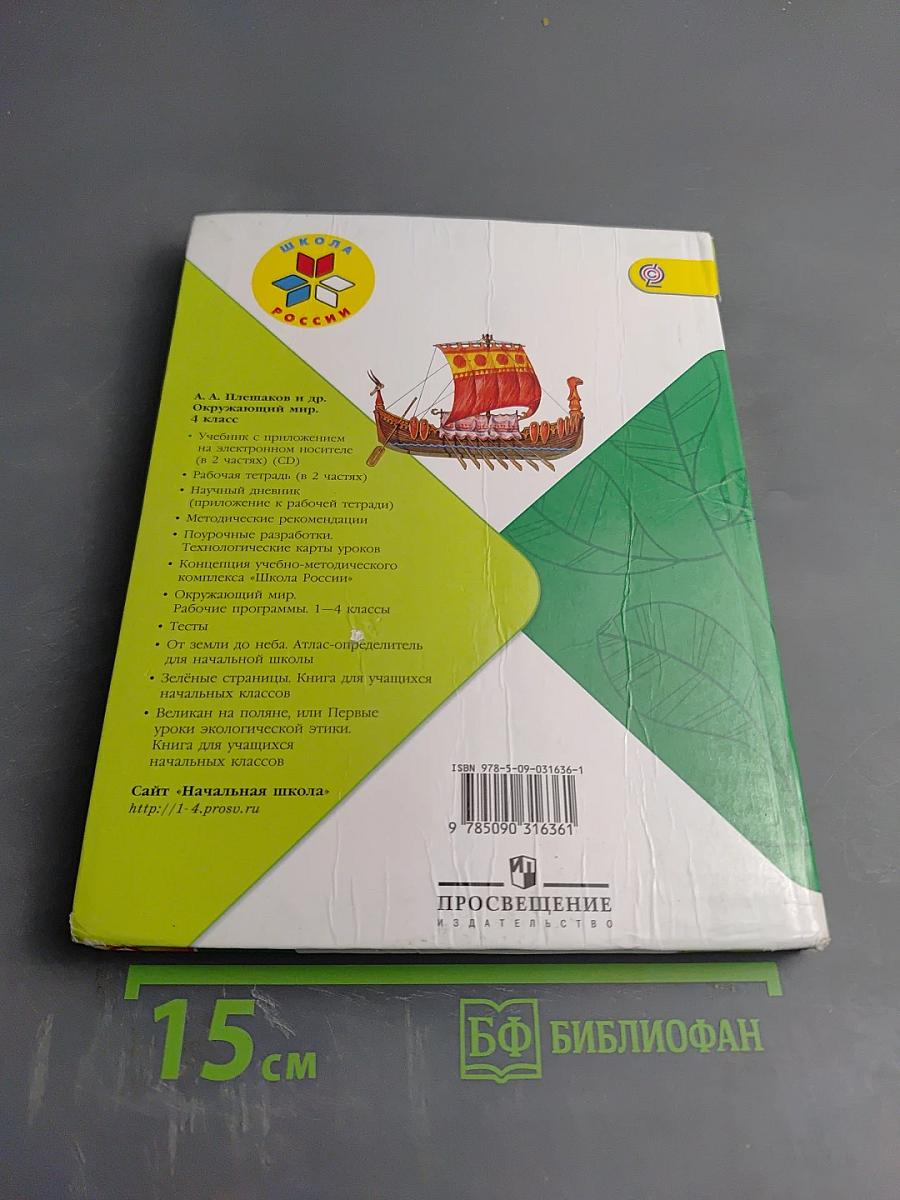 ШКОЛА
РОССИИ
А. А. Плешаков и др.
Окружающий мир.
4 класс
• Учебник с приложением
на электронном носителе
(в 2 частях) (CD)
• Рабочая тетрадь (в 2 частях)
• Научный дневник
(приложение к рабочей тетради)
• Методические рекомендации
• Поурочные разработки.
Технологические карты уроков
• Концепция учебно-методического
комплекса «Школа России»
• Окружающий мир.
Рабочие программы. 1—4 классы
• Тесты
• От земли до неба. Атлас-определитель
для начальной школы
• Зелёные страницы. Книга для учащихся
начальных классов
• Великан на поляне, или Первые
уроки экологической этики.
Книга для учащихся
начальных классов
Сайт «Начальная школа»
http://1-4.prosv.ru
ISBN 978-5-09-031636-1
9 785090 316361
ИП
ПРОСВЕЩЕНИЕ
ИЗДАТЕЛЬСТВО
15 см
БФ БИБЛИОФАН